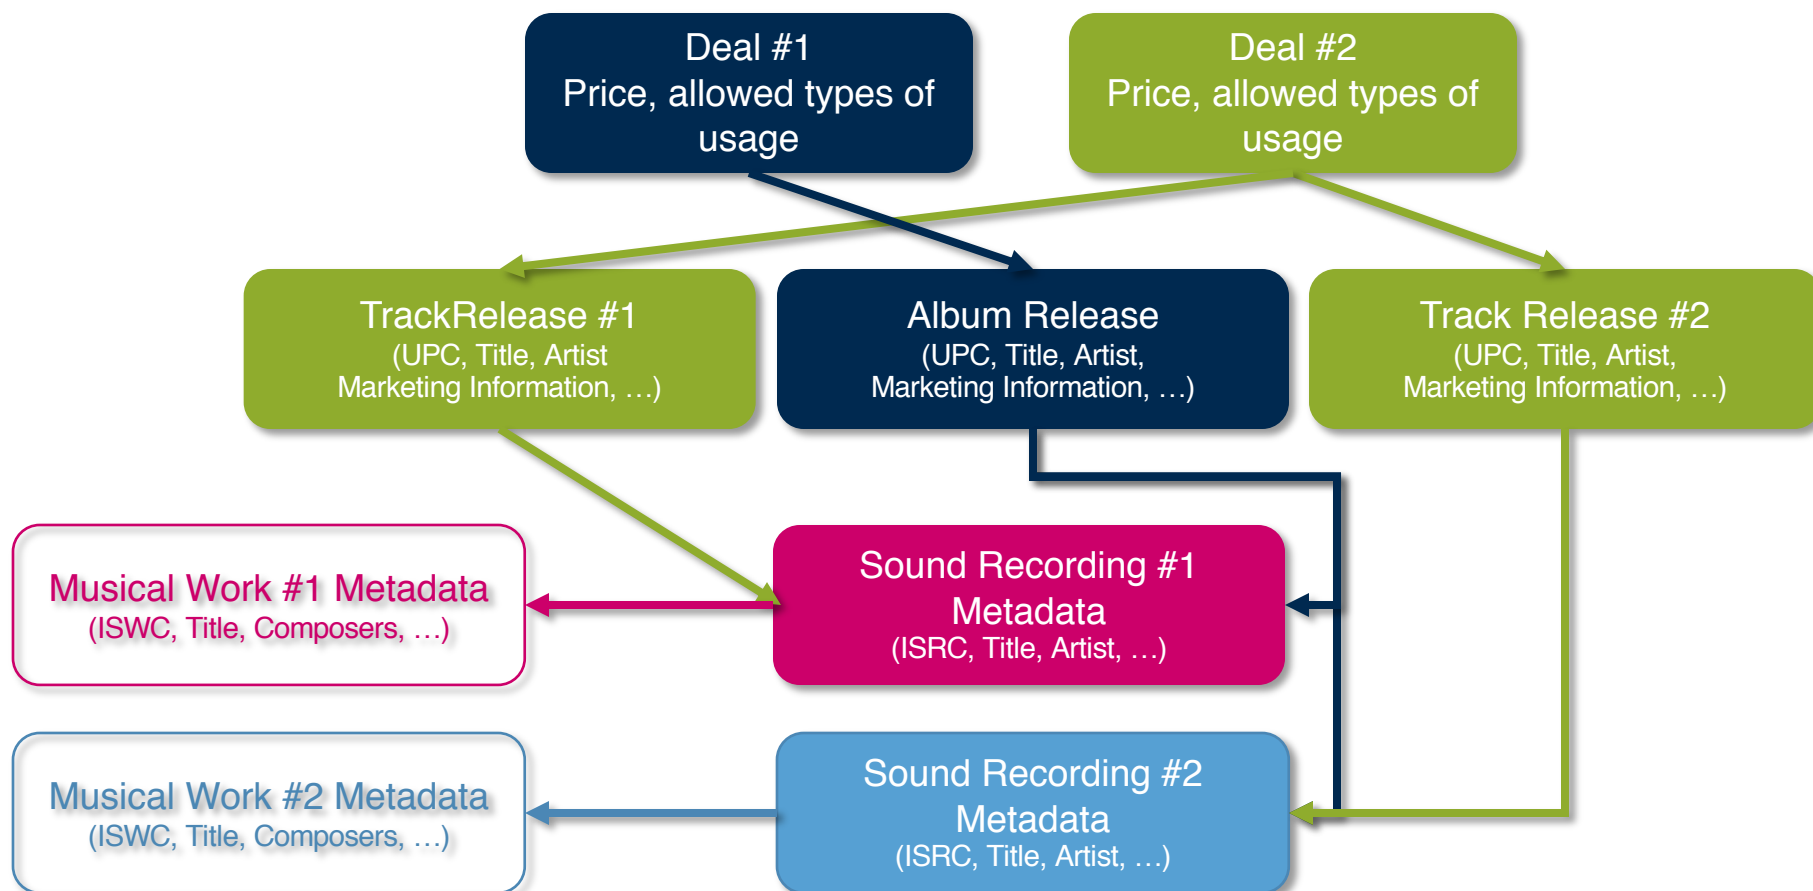 Deal #1
Price, allowed types of
usage
Deal #2
Price, allowed types of
usage
TrackRelease #1
(UPC, Title, Artist
Marketing Information, …)
Album Release
(UPC, Title, Artist,
Marketing Information, …)
Track Release #2
(UPC, Title, Artist,
Marketing Information, …)
Musical Work #1 Metadata
(ISWC, Title, Composers, …)
Sound Recording #1
Metadata
(ISRC, Title, Artist, …)
Musical Work #2 Metadata
(ISWC, Title, Composers, …)
Sound Recording #2
Metadata
(ISRC, Title, Artist, …)